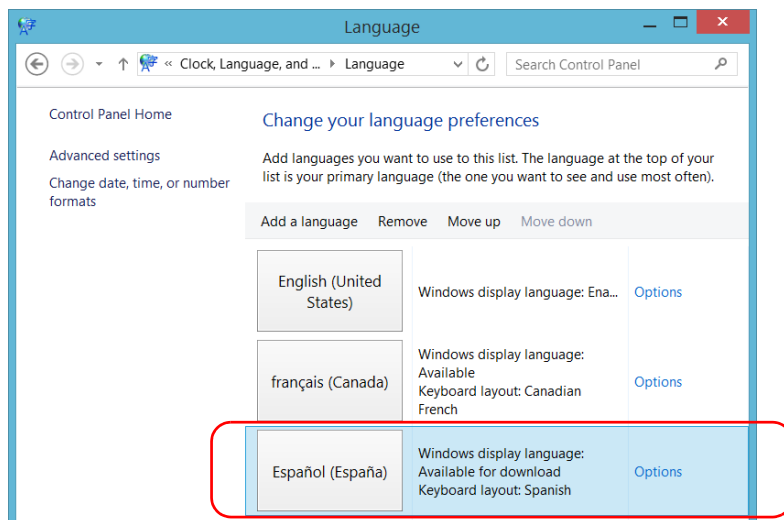 Language
« Clock, Language, and ... Language
Search Control Panel
Control Panel Home
Advanced settings
Change date, time, or number
formats
Change your language preferences
Add languages you want to use to this list. The language at the top of your
list is your primary language (the one you want to see and use most often).
Add a language Remove Move up Move down
English (United
States)
Windows display language: Ena...
Options
français (Canada)
Windows display language:
Available
Keyboard layout: Canadian
French
Options
Español (España)
Windows display language:
Available for download
Keyboard layout: Spanish
Options